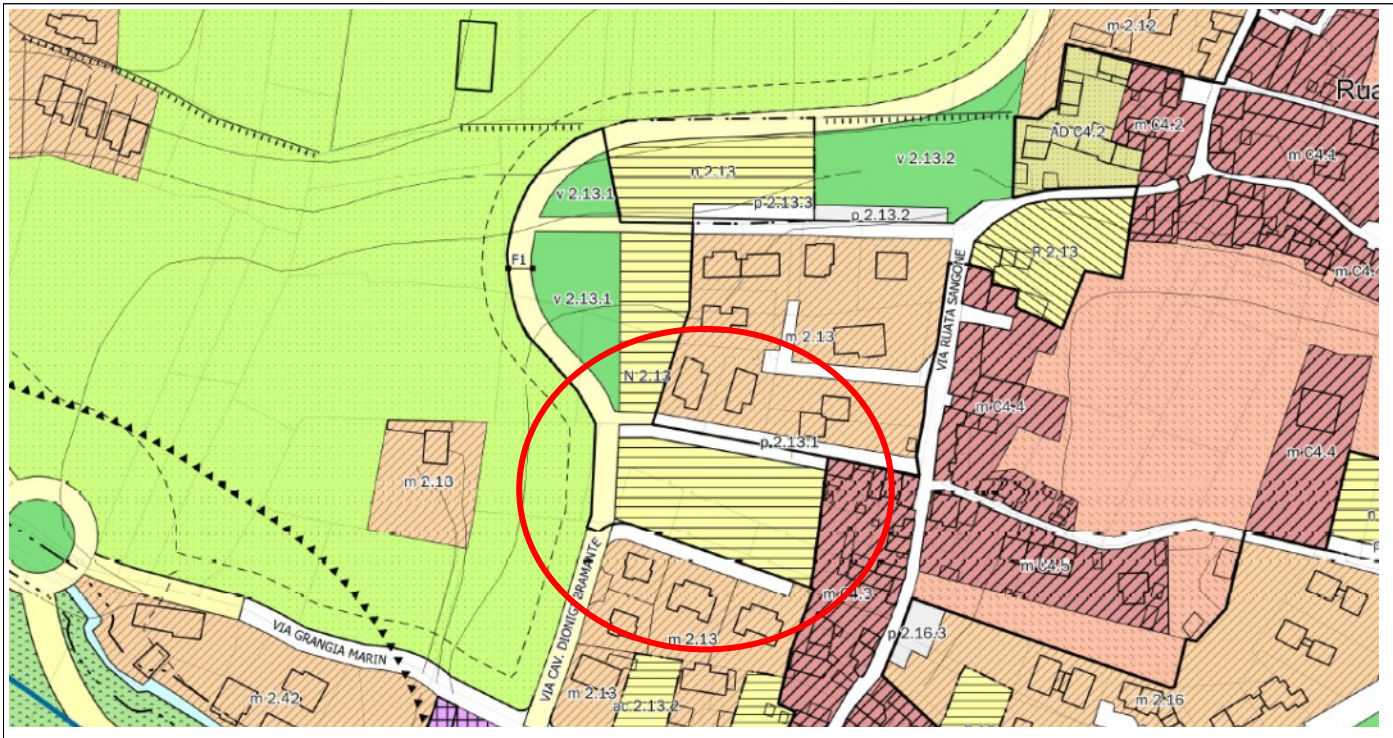 m 2.12
Rua
AD C4.2
m C4.2
m C4.1
v 2.13.2
n 2.13
v 2.13.1
p 2.13.3
p 2.13.2
R 2.13
m C4.4
F1
v 2.13.1
VIA RUATA SANGONE
m 2.13
N 2.13
m C4.4
p 2.13.1
m C4.4
m 2.13
VIA CAV. DIONIGI BRAMANTE
m C4.5
m C4.3
VIA GRANGIA MARIN
m 2.13
p 2.16.3
m 2.42
m 2.13
ac 2.13.2
m 2.16